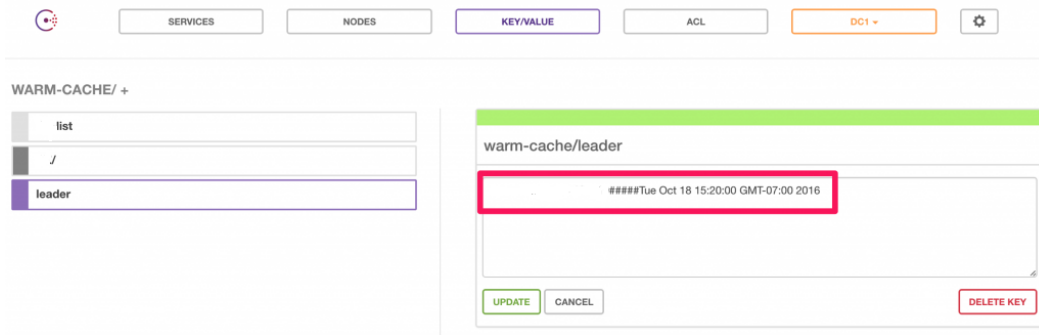 SERVICES NODES KEY/VALUE ACL DC1
WARM-CACHE/ +
list
./
leader
warm-cache/leader
#####Tue Oct 18 15:20:00 GMT-07:00 2016
UPDATE CANCEL DELETE KEY